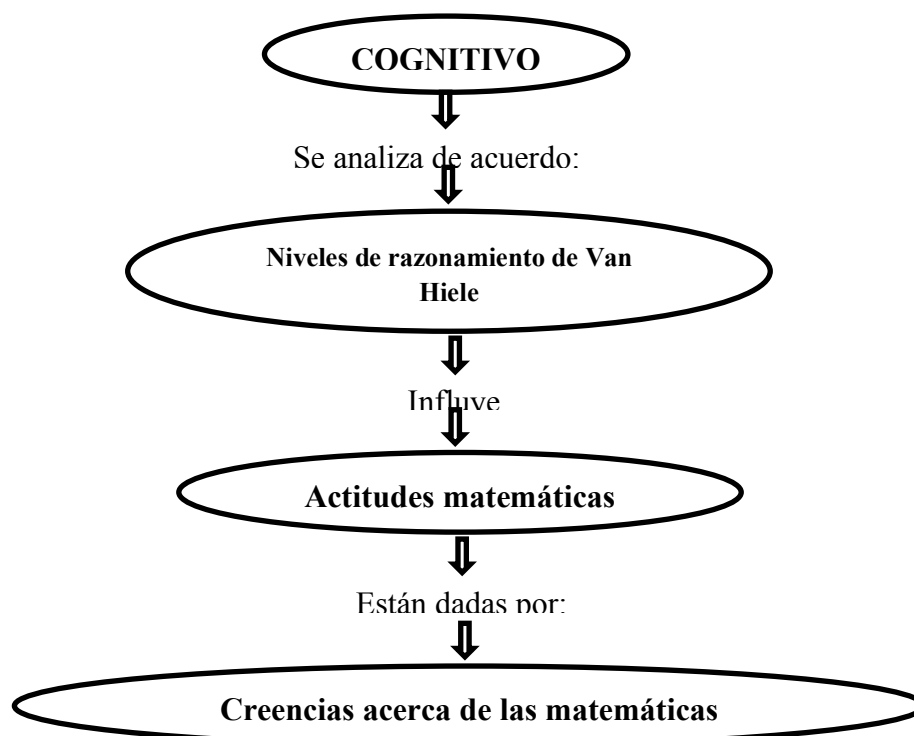 COGNITIVO
Se analiza de acuerdo:
Niveles de razonamiento de Van
Hiele
Influye
Actitudes matemáticas
Están dadas por:
Creencias acerca de las matemáticas